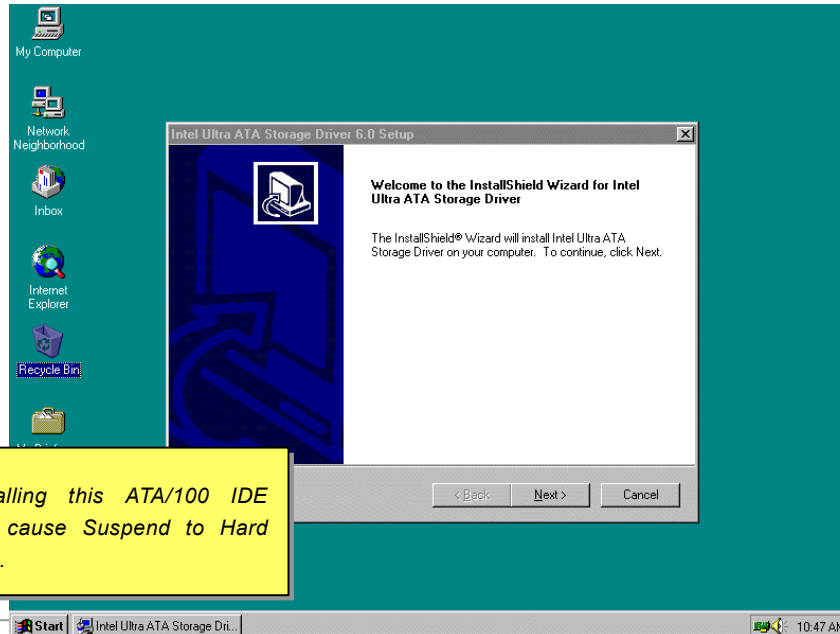 My Computer
Network
Neighborhood
Inbox
Internet
Explorer
Recycle Bin
Intel Ultra ATA Storage Driver 6.0 Setup
Welcome to the InstallShield Wizard for Intel
Ultra ATA Storage Driver
The InstallShield® Wizard will install Intel Ultra ATA
Storage Driver on your computer. To continue, click Next.
< Back
Next >
Cancel
this ATA/100 IDE
cause Suspend to Hard
.
Start
Intel Ultra ATA Storage Dri...
10:47 AM